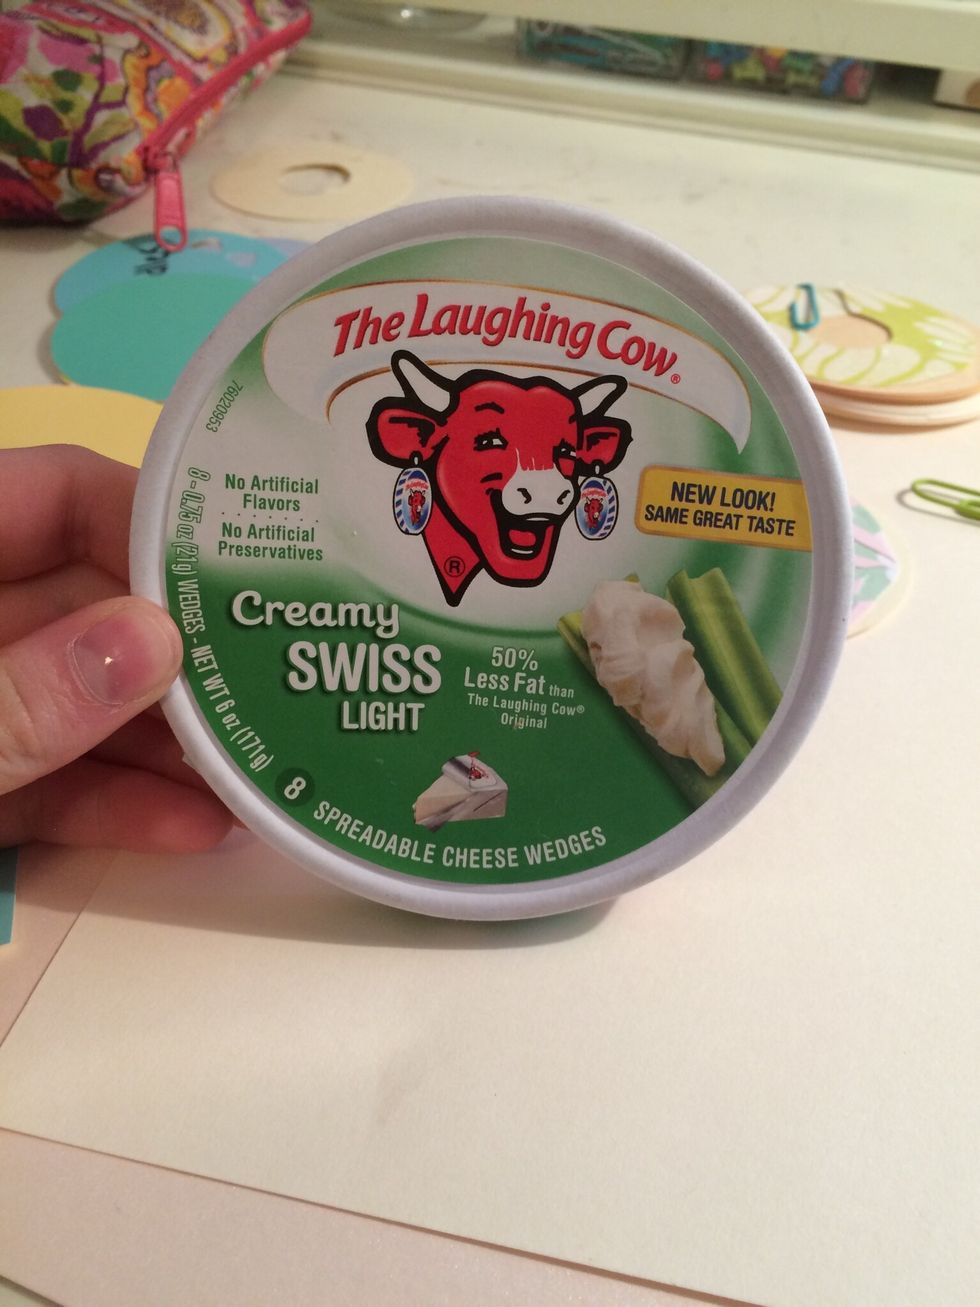 The Laughing Cow®
76020953
No Artificial
Flavors
No Artificial
Preservatives
NEW LOOK!
SAME GREAT TASTE
®
Creamy
SWISS
LIGHT
50%
Less Fat than
The Laughing Cow®
Original
8 - 0.75 oz (21g) WEDGES - NET WT 6 oz (171g)
8 SPREADABLE CHEESE WEDGES